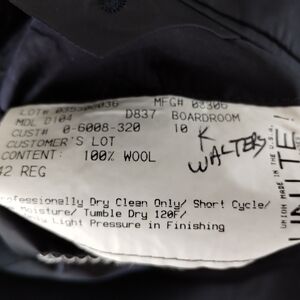 LOT# 035300036 MFG# 03306
MDL D104 D837 BOARDROOM
CUST# 0-6008-320 10 K WALTERS
CUSTOMER'S LOT
CONTENT: 100% WOOL
42 REG
Professionally Dry Clean Only/ Short Cycle/
Moisture/ Tumble Dry 120F/
Light Pressure in Finishing
UNION MADE IN THE U.S.A.
UNITE!